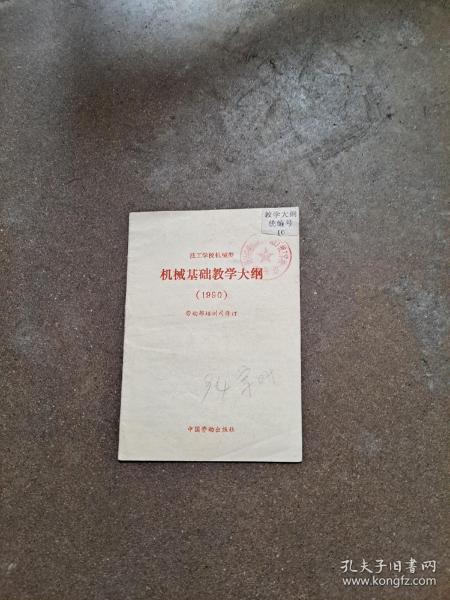 教学大纲
统编号
10
技工学校机械类
机械基础教学大纲
(1990)
劳动部培训司修订
中国劳动出版社
孔夫子旧书网
www.kongfz.com